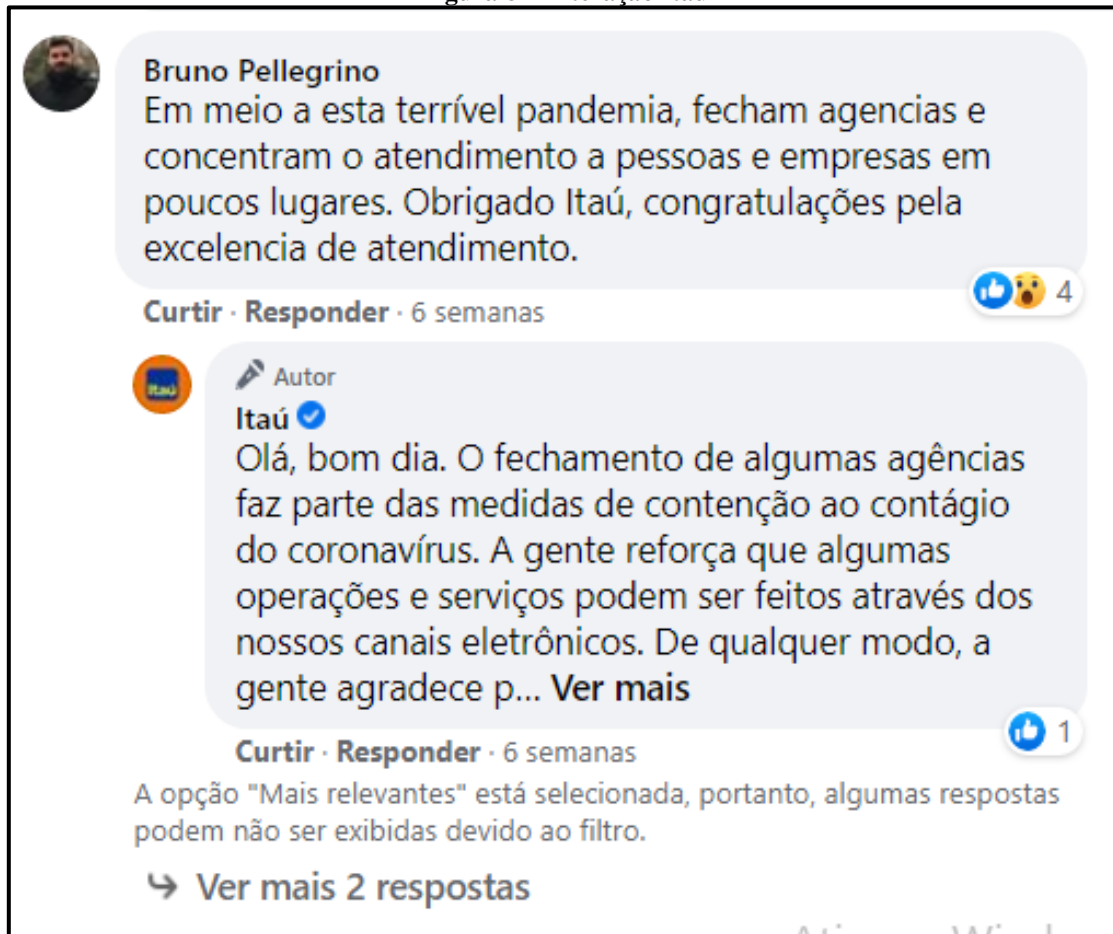 Bruno Pellegrino
Em meio a esta terrível pandemia, fecham agencias e
concentram o atendimento a pessoas e empresas em
poucos lugares. Obrigado Itaú, congratulações pela
excelencia de atendimento.
4
Curtir · Responder · 6 semanas
Itaú
Autor
Itaú
Olá, bom dia. O fechamento de algumas agências
faz parte das medidas de contenção ao contágio
do coronavírus. A gente reforça que algumas
operações e serviços podem ser feitos através dos
nossos canais eletrônicos. De qualquer modo, a
gente agradece p... Ver mais
1
Curtir · Responder · 6 semanas
A opção "Mais relevantes" está selecionada, portanto, algumas respostas
podem não ser exibidas devido ao filtro.
Ver mais 2 respostas